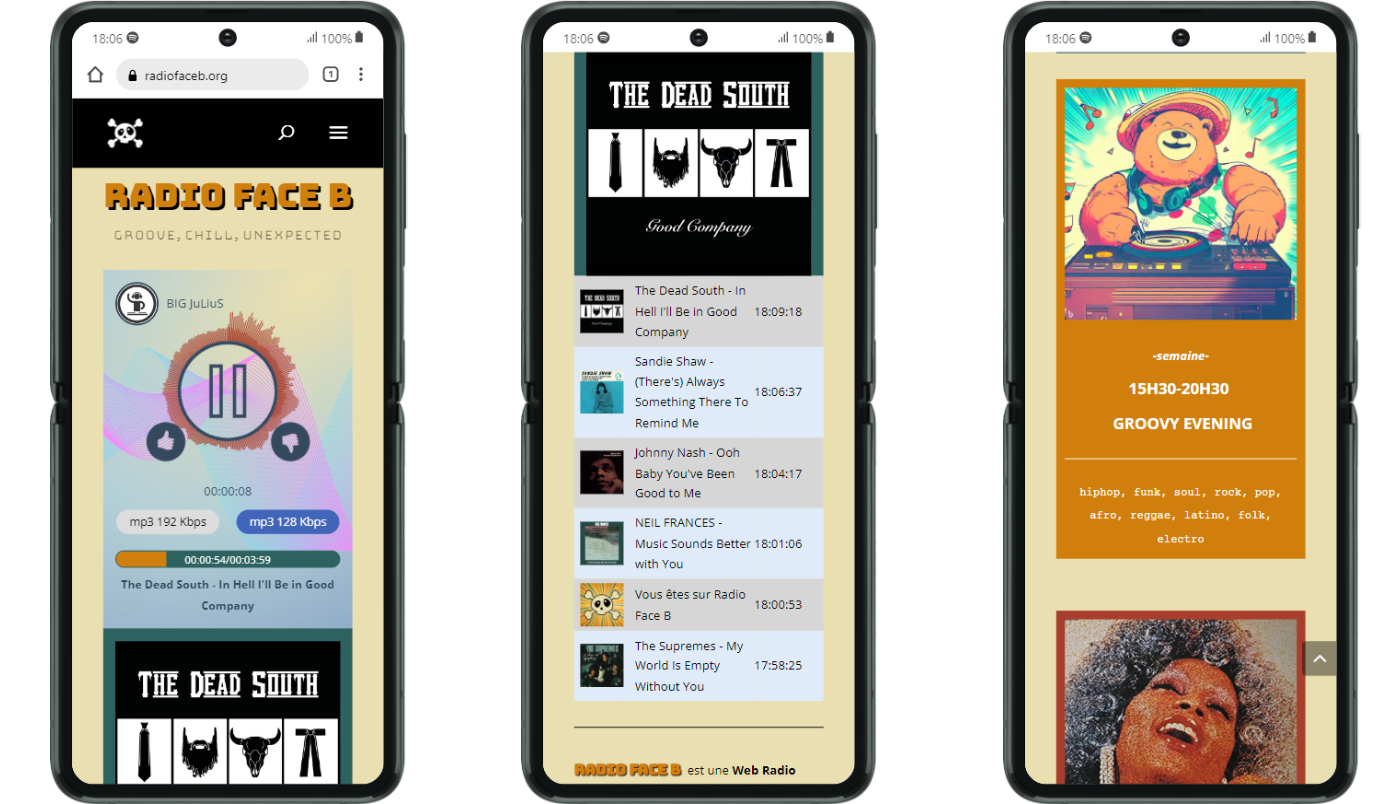 18:06
100%
radiofaceb.org
1
RADIO FACE B
GROOVE, CHILL, UNEXPECTED
BIG JuLiuS
00:00:08
mp3 192 Kbps
mp3 128 Kbps
00:00:54/00:03:59
The Dead South - In Hell I'll Be in Good
Company
THE DEAD SOUTH
18:06
100%
THE DEAD SOUTH
Good Company
THE DEAD SOUTH
The Dead South - In
Hell I'll Be in Good
Company
18:09:18
SANDIE SHAW
Sandie Shaw -
(There's) Always
Something There To
Remind Me
18:06:37
Johnny Nash - Ooh
Baby You've Been
Good to Me
18:04:17
NEIL FRANCES -
Music Sounds Better
with You
18:01:06
Vous êtes sur Radio
Face B
18:00:53
THE SUPREMES
The Supremes - My
World Is Empty
Without You
17:58:25
RADIO FACE B est une Web Radio
18:06
100%
-semaine-
15H30-20H30
GROOVY EVENING
hiphop, funk, soul, rock, pop,
afro, reggae, latino, folk,
electro